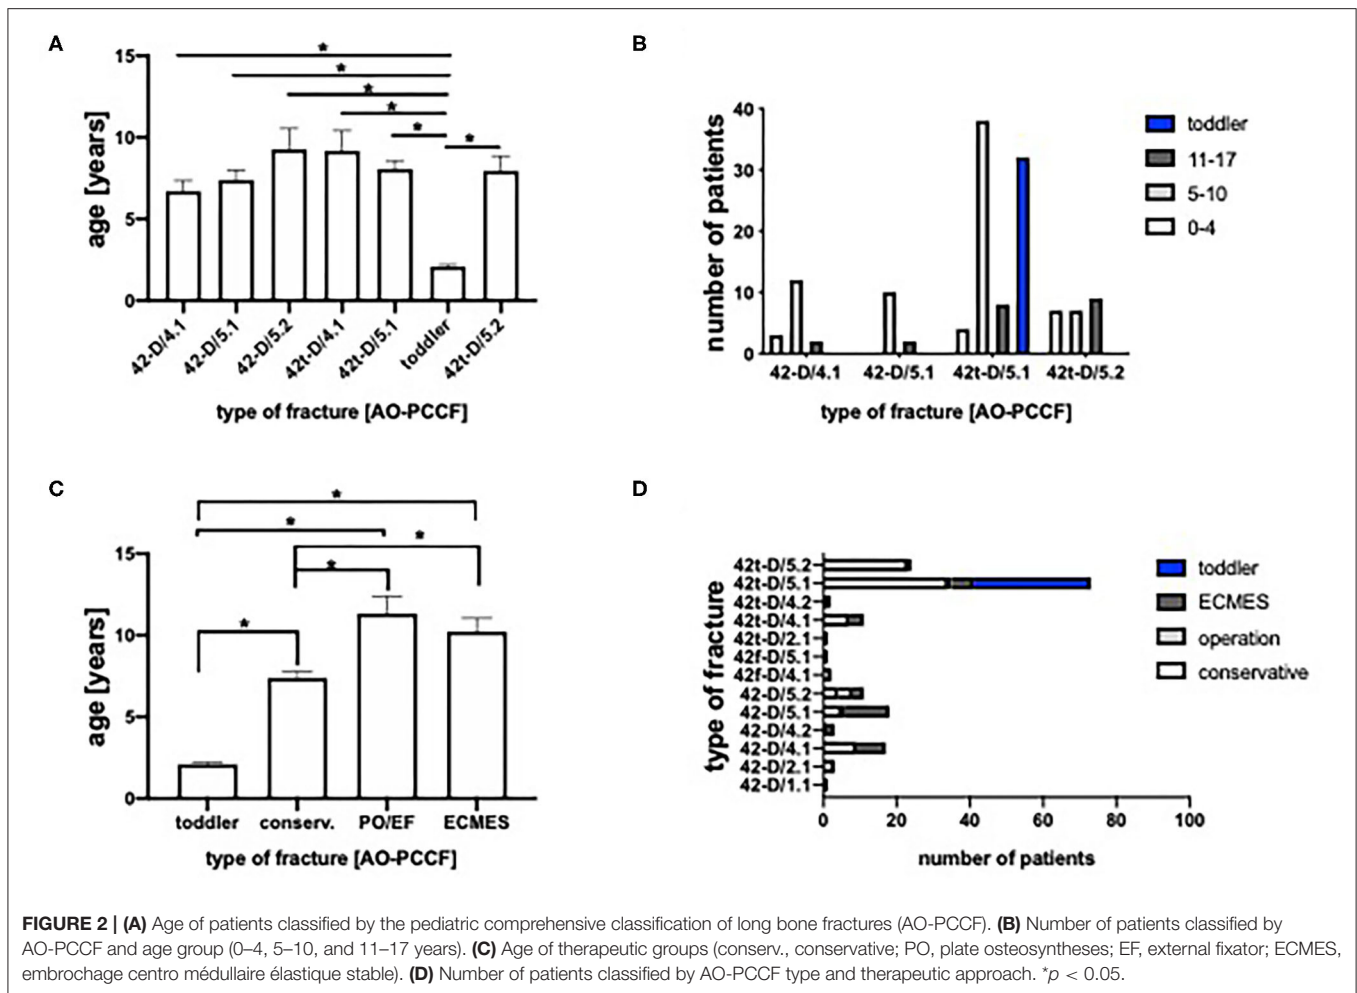 A
*
*
*
*
*
*
15
10
5
0
age [years]
42-D/4.1
42-D/5.1
42-D/5.2
42t-D/4.1
42t-D/5.1
toddler
42t-D/5.2
type of fracture [AO-PCCF]
B
40
30
20
10
0
number of patients
42-D/4.1
42-D/5.1
42t-D/5.1
42t-D/5.2
type of fracture [AO-PCCF]
toddler
11-17
5-10
0-4
C
*
*
*
*
*
15
10
5
0
age [years]
toddler
conserv.
PO/EF
ECMES
type of fracture [AO-PCCF]
D
type of fracture
42t-D/5.2
42t-D/5.1
42t-D/4.2
42t-D/4.1
42t-D/2.1
42f-D/5.1
42f-D/4.1
42-D/5.2
42-D/5.1
42-D/4.2
42-D/4.1
42-D/2.1
42-D/1.1
0
20
40
60
80
100
number of patients
toddler
ECMES
operation
conservative
FIGURE 2 | (A) Age of patients classified by the pediatric comprehensive classification of long bone fractures (AO-PCCF). (B) Number of patients classified by
AO-PCCF and age group (0–4, 5–10, and 11–17 years). (C) Age of therapeutic groups (conserv., conservative; PO, plate osteosyntheses; EF, external fixator; ECMES,
embrochage centro médullaire élastique stable). (D) Number of patients classified by AO-PCCF type and therapeutic approach. *p < 0.05.